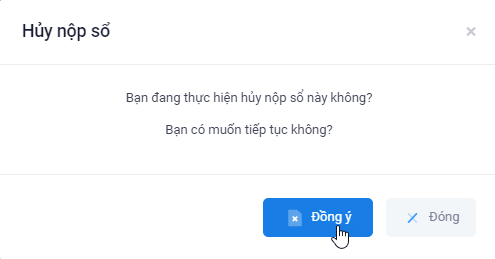 Hủy nộp sổ
Bạn đang thực hiện hủy nộp sổ này không?
Bạn có muốn tiếp tục không?
Đồng ý
Đóng